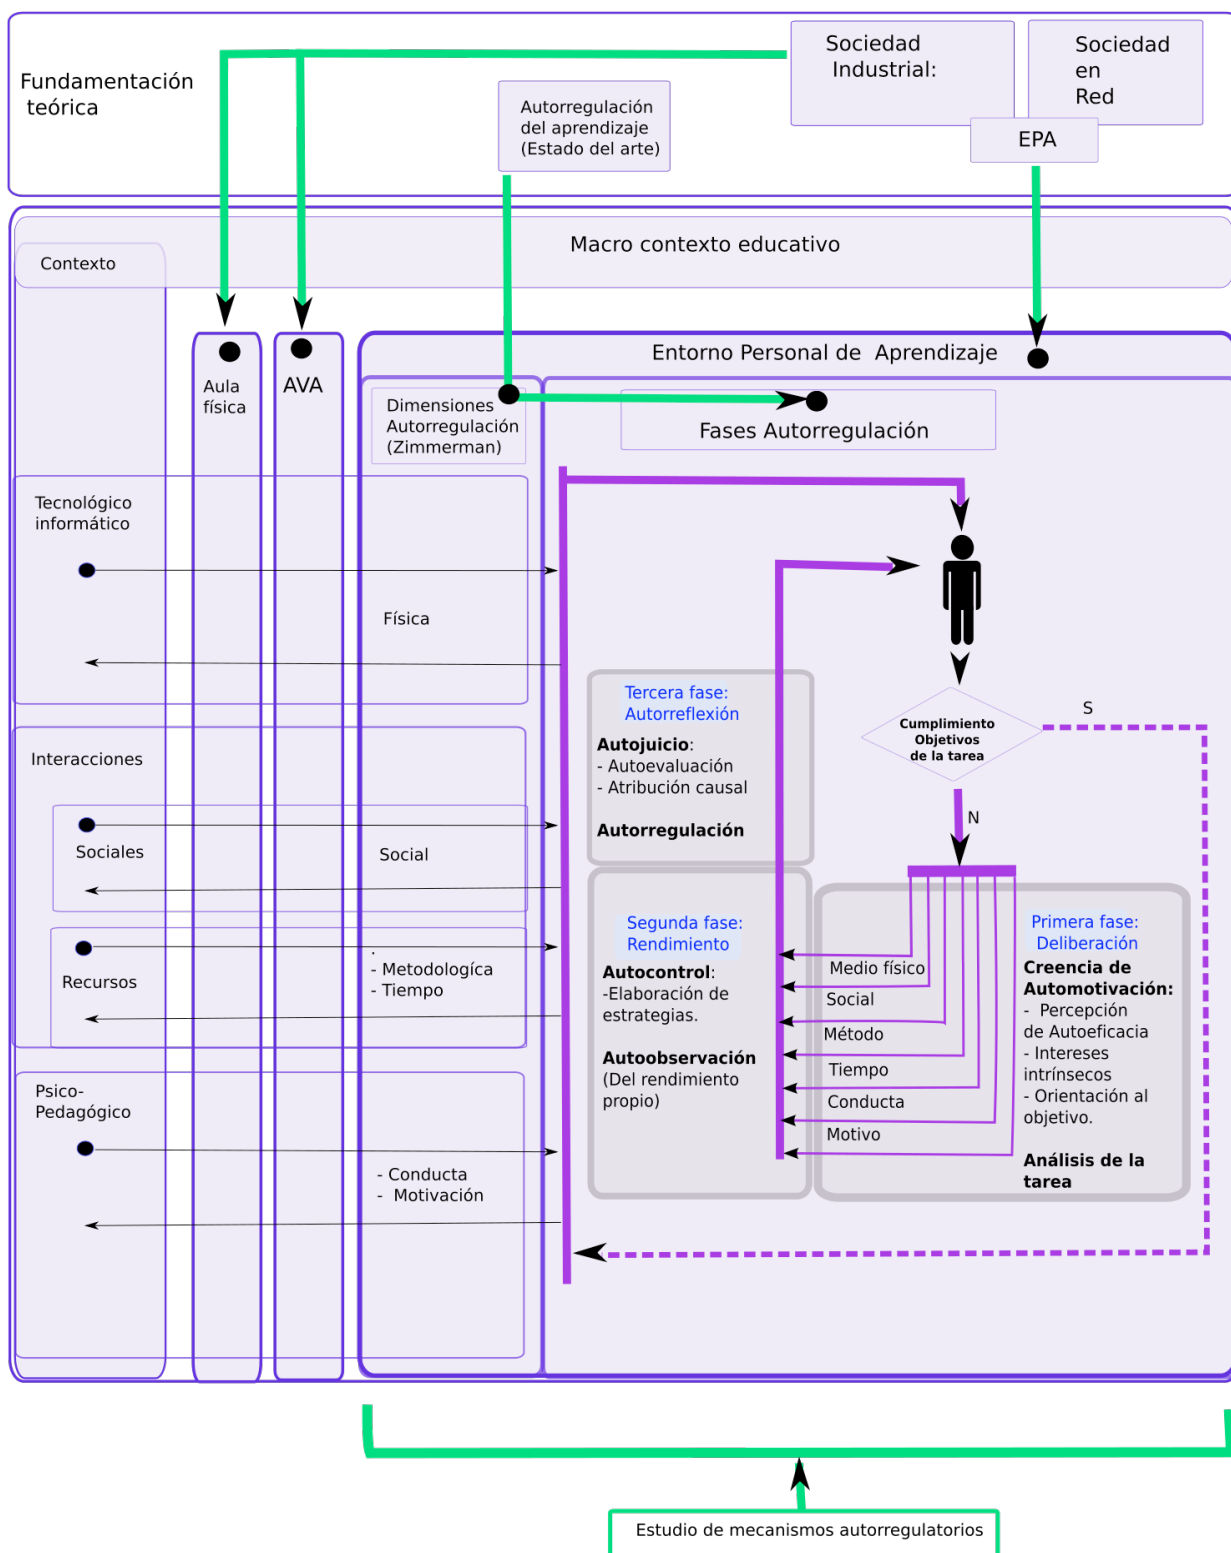 Fundamentación
teórica
Sociedad
Industrial:
Sociedad
en
Red
EPA
Autorregulación
del aprendizaje
(Estado del arte)
Macro contexto educativo
Contexto
Aula
física
AVA
Entorno Personal de Aprendizaje
Dimensiones
Autorregulación
(Zimmerman)
Fases Autorregulación
Tecnológico
informático
Física
Interacciones
Sociales
Social
Recursos
.
- Metodologíca
- Tiempo
Psico-
Pedagógico
- Conducta
- Motivación
Cumplimiento
Objetivos
de la tarea
S
N
Tercera fase:
Autorreflexión
Autojuicio:
- Autoevaluación
- Atribución causal
Autorregulación
Segunda fase:
Rendimiento
Autocontrol:
-Elaboración de
estrategias.
Autoobservación
(Del rendimiento
propio)
Medio físico
Social
Método
Tiempo
Conducta
Motivo
Primera fase:
Deliberación
Creencia de
Automotivación:
- Percepción
de Autoeficacia
- Intereses
intrínsecos
- Orientación al
objetivo.
Análisis de la
tarea
Estudio de mecanismos autorregulatorios